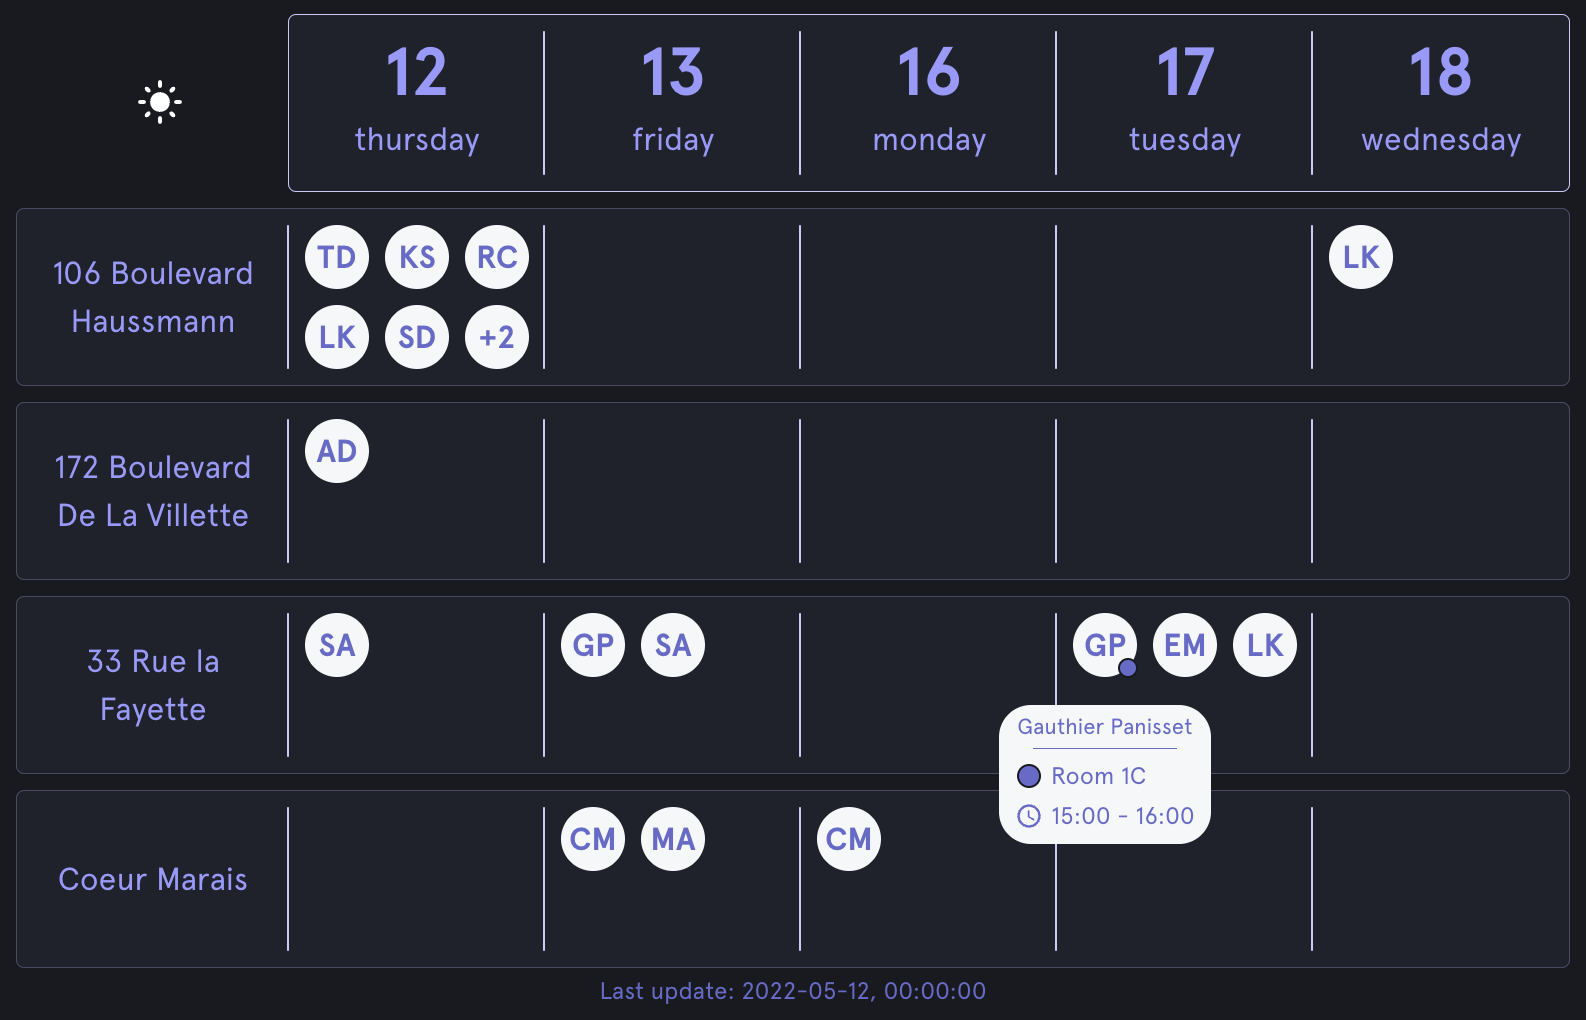 12
thursday
13
friday
16
monday
17
tuesday
18
wednesday
106 Boulevard
Haussmann
TD KS RC
LK SD +2
LK
172 Boulevard
De La Villette
AD
33 Rue la
Fayette
SA
GP SA
GP EM LK
Gauthier Panisset
Room 1C
15:00 - 16:00
Coeur Marais
CM MA
CM
Last update: 2022-05-12, 00:00:00